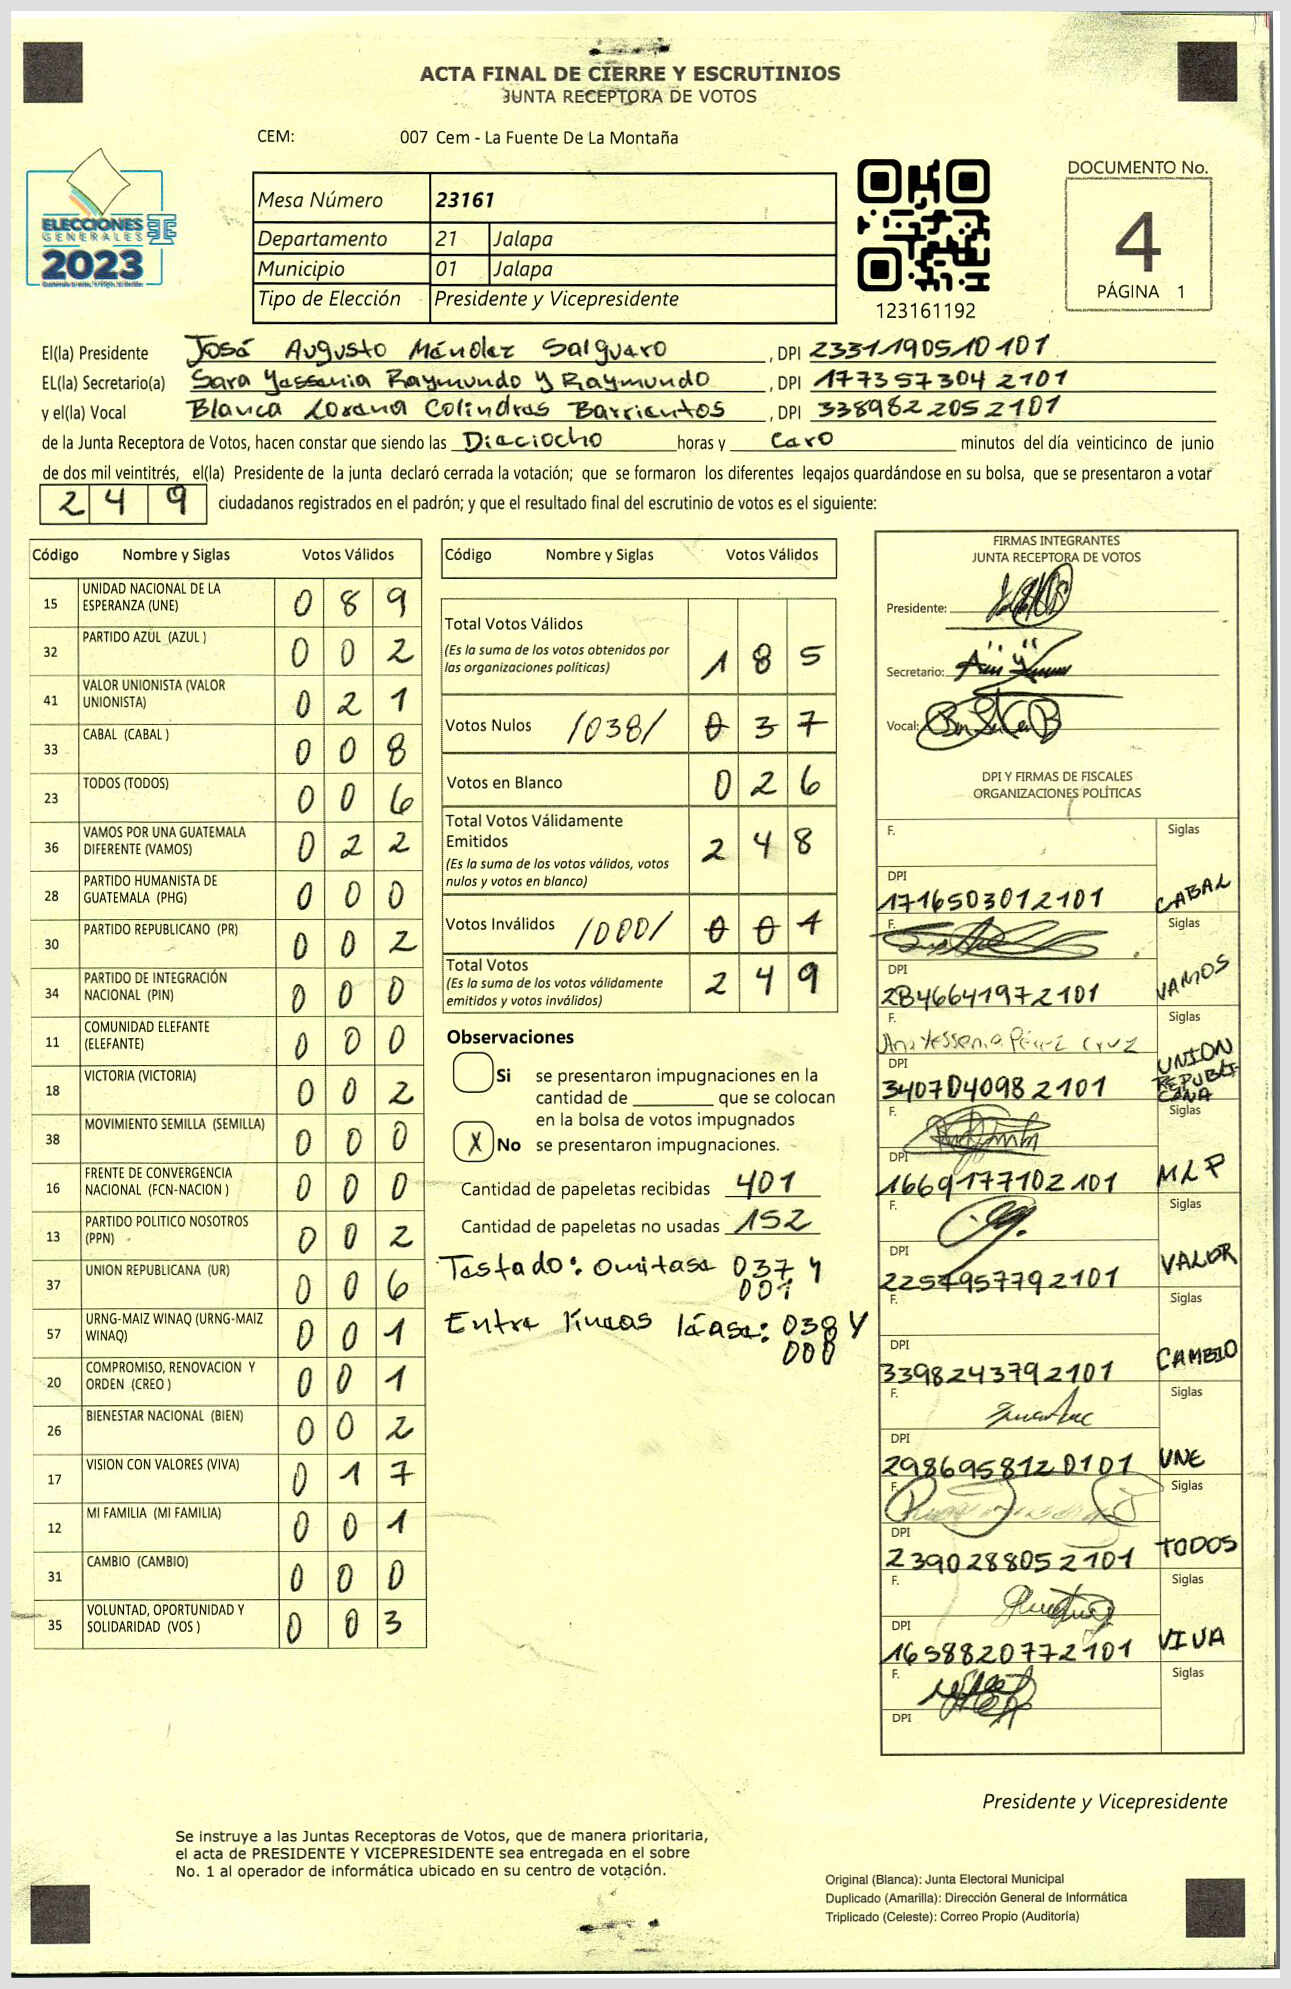 ACTA FINAL DE CIERRE Y ESCRUTINIOS
JUNTA RECEPTORA DE VOTOS
CEM: 007 Cem - La Fuente De La Montaña
ELECCIONES
GENERALES
2023
Mesa Número 23161
Departamento 21 Jalapa
Municipio 01 Jalapa
Tipo de Elección Presidente y Vicepresidente
123161192
DOCUMENTO No.
4
PÁGINA 1
El(la) Presidente José Augusto Méndez Salguero , DPI 2331190510101
EL(la) Secretario(a) Sara Yessenia Raymundo y Raymundo , DPI 1773573042101
y el(la) Vocal Blanca Lorena Colindres Barrientos , DPI 3389822052101
de la Junta Receptora de Votos, hacen constar que siendo las Dieciocho horas y Cero minutos del día veinticinco de junio
de dos mil veintitrés, el(la) Presidente de la junta declaró cerrada la votación; que se formaron los diferentes legajos guardándose en su bolsa, que se presentaron a votar
249 ciudadanos registrados en el padrón; y que el resultado final del escrutinio de votos es el siguiente:
Código Nombre y Siglas Votos Válidos
15 UNIDAD NACIONAL DE LA ESPERANZA (UNE) 0 8 9
32 PARTIDO AZUL (AZUL ) 0 0 2
41 VALOR UNIONISTA (VALOR UNIONISTA) 0 2 1
33 CABAL (CABAL ) 0 0 8
23 TODOS (TODOS) 0 0 6
36 VAMOS POR UNA GUATEMALA DIFERENTE (VAMOS) 0 2 2
28 PARTIDO HUMANISTA DE GUATEMALA (PHG) 0 0 0
30 PARTIDO REPUBLICANO (PR) 0 0 2
34 PARTIDO DE INTEGRACIÓN NACIONAL (PIN) 0 0 0
11 COMUNIDAD ELEFANTE (ELEFANTE) 0 0 0
18 VICTORIA (VICTORIA) 0 0 2
38 MOVIMIENTO SEMILLA (SEMILLA) 0 0 0
16 FRENTE DE CONVERGENCIA NACIONAL (FCN-NACION ) 0 0 0
13 PARTIDO POLITICO NOSOTROS (PPN) 0 0 2
37 UNION REPUBLICANA (UR) 0 0 6
57 URNG-MAIZ WINAQ (URNG-MAIZ WINAQ) 0 0 1
20 COMPROMISO, RENOVACION Y ORDEN (CREO ) 0 0 1
26 BIENESTAR NACIONAL (BIEN) 0 0 2
17 VISION CON VALORES (VIVA) 0 1 7
12 MI FAMILIA (MI FAMILIA) 0 0 1
31 CAMBIO (CAMBIO) 0 0 0
35 VOLUNTAD, OPORTUNIDAD Y SOLIDARIDAD (VOS ) 0 0 3
Código Nombre y Siglas Votos Válidos
Total Votos Válidos 1 8 5
(Es la suma de los votos obtenidos por
las organizaciones políticas)
Votos Nulos /038/ 0 3 7
Votos en Blanco 0 2 6
Total Votos Válidamente
Emitidos 2 4 8
(Es la suma de los votos válidos, votos
nulos y votos en blanco)
Votos Inválidos /000/ 0 0 1
Total Votos 2 4 9
(Es la suma de los votos válidamente
emitidos y votos inválidos)
Observaciones
Si se presentaron impugnaciones en la
cantidad de ________ que se colocan
en la bolsa de votos impugnados
X No se presentaron impugnaciones.
Cantidad de papeletas recibidas 401
Cantidad de papeletas no usadas 152
Testado: Omitase 037 y
001
Entre líneas léase: 038 y
000
FIRMAS INTEGRANTES
JUNTA RECEPTORA DE VOTOS
Presidente:
Secretario:
Vocal:
DPI Y FIRMAS DE FISCALES
ORGANIZACIONES POLÍTICAS
F. Siglas
DPI
1716503012101 CABAL
F. Siglas
DPI
2846641972101 VAMOS
F. Ana Yessenia Pérez Cruz Siglas
DPI
3407040982101 UNION REPUBLICANA
F. Siglas
DPI
1669177102101 MLP
F. Siglas
DPI
2257957792101 VALOR
F. Siglas
DPI
3398243792101 CAMBIO
F. Siglas
DPI
2986958120101 UNE
F. Siglas
DPI
2390288052101 TODOS
F. Siglas
DPI
1658820772101 VIVA
F. Siglas
DPI
Presidente y Vicepresidente
Se instruye a las Juntas Receptoras de Votos, que de manera prioritaria,
el acta de PRESIDENTE Y VICEPRESIDENTE sea entregada en el sobre
No. 1 al operador de informática ubicado en su centro de votación.
Original (Blanca): Junta Electoral Municipal
Duplicado (Amarilla): Dirección General de Informática
Triplicado (Celeste): Correo Propio (Auditoría)